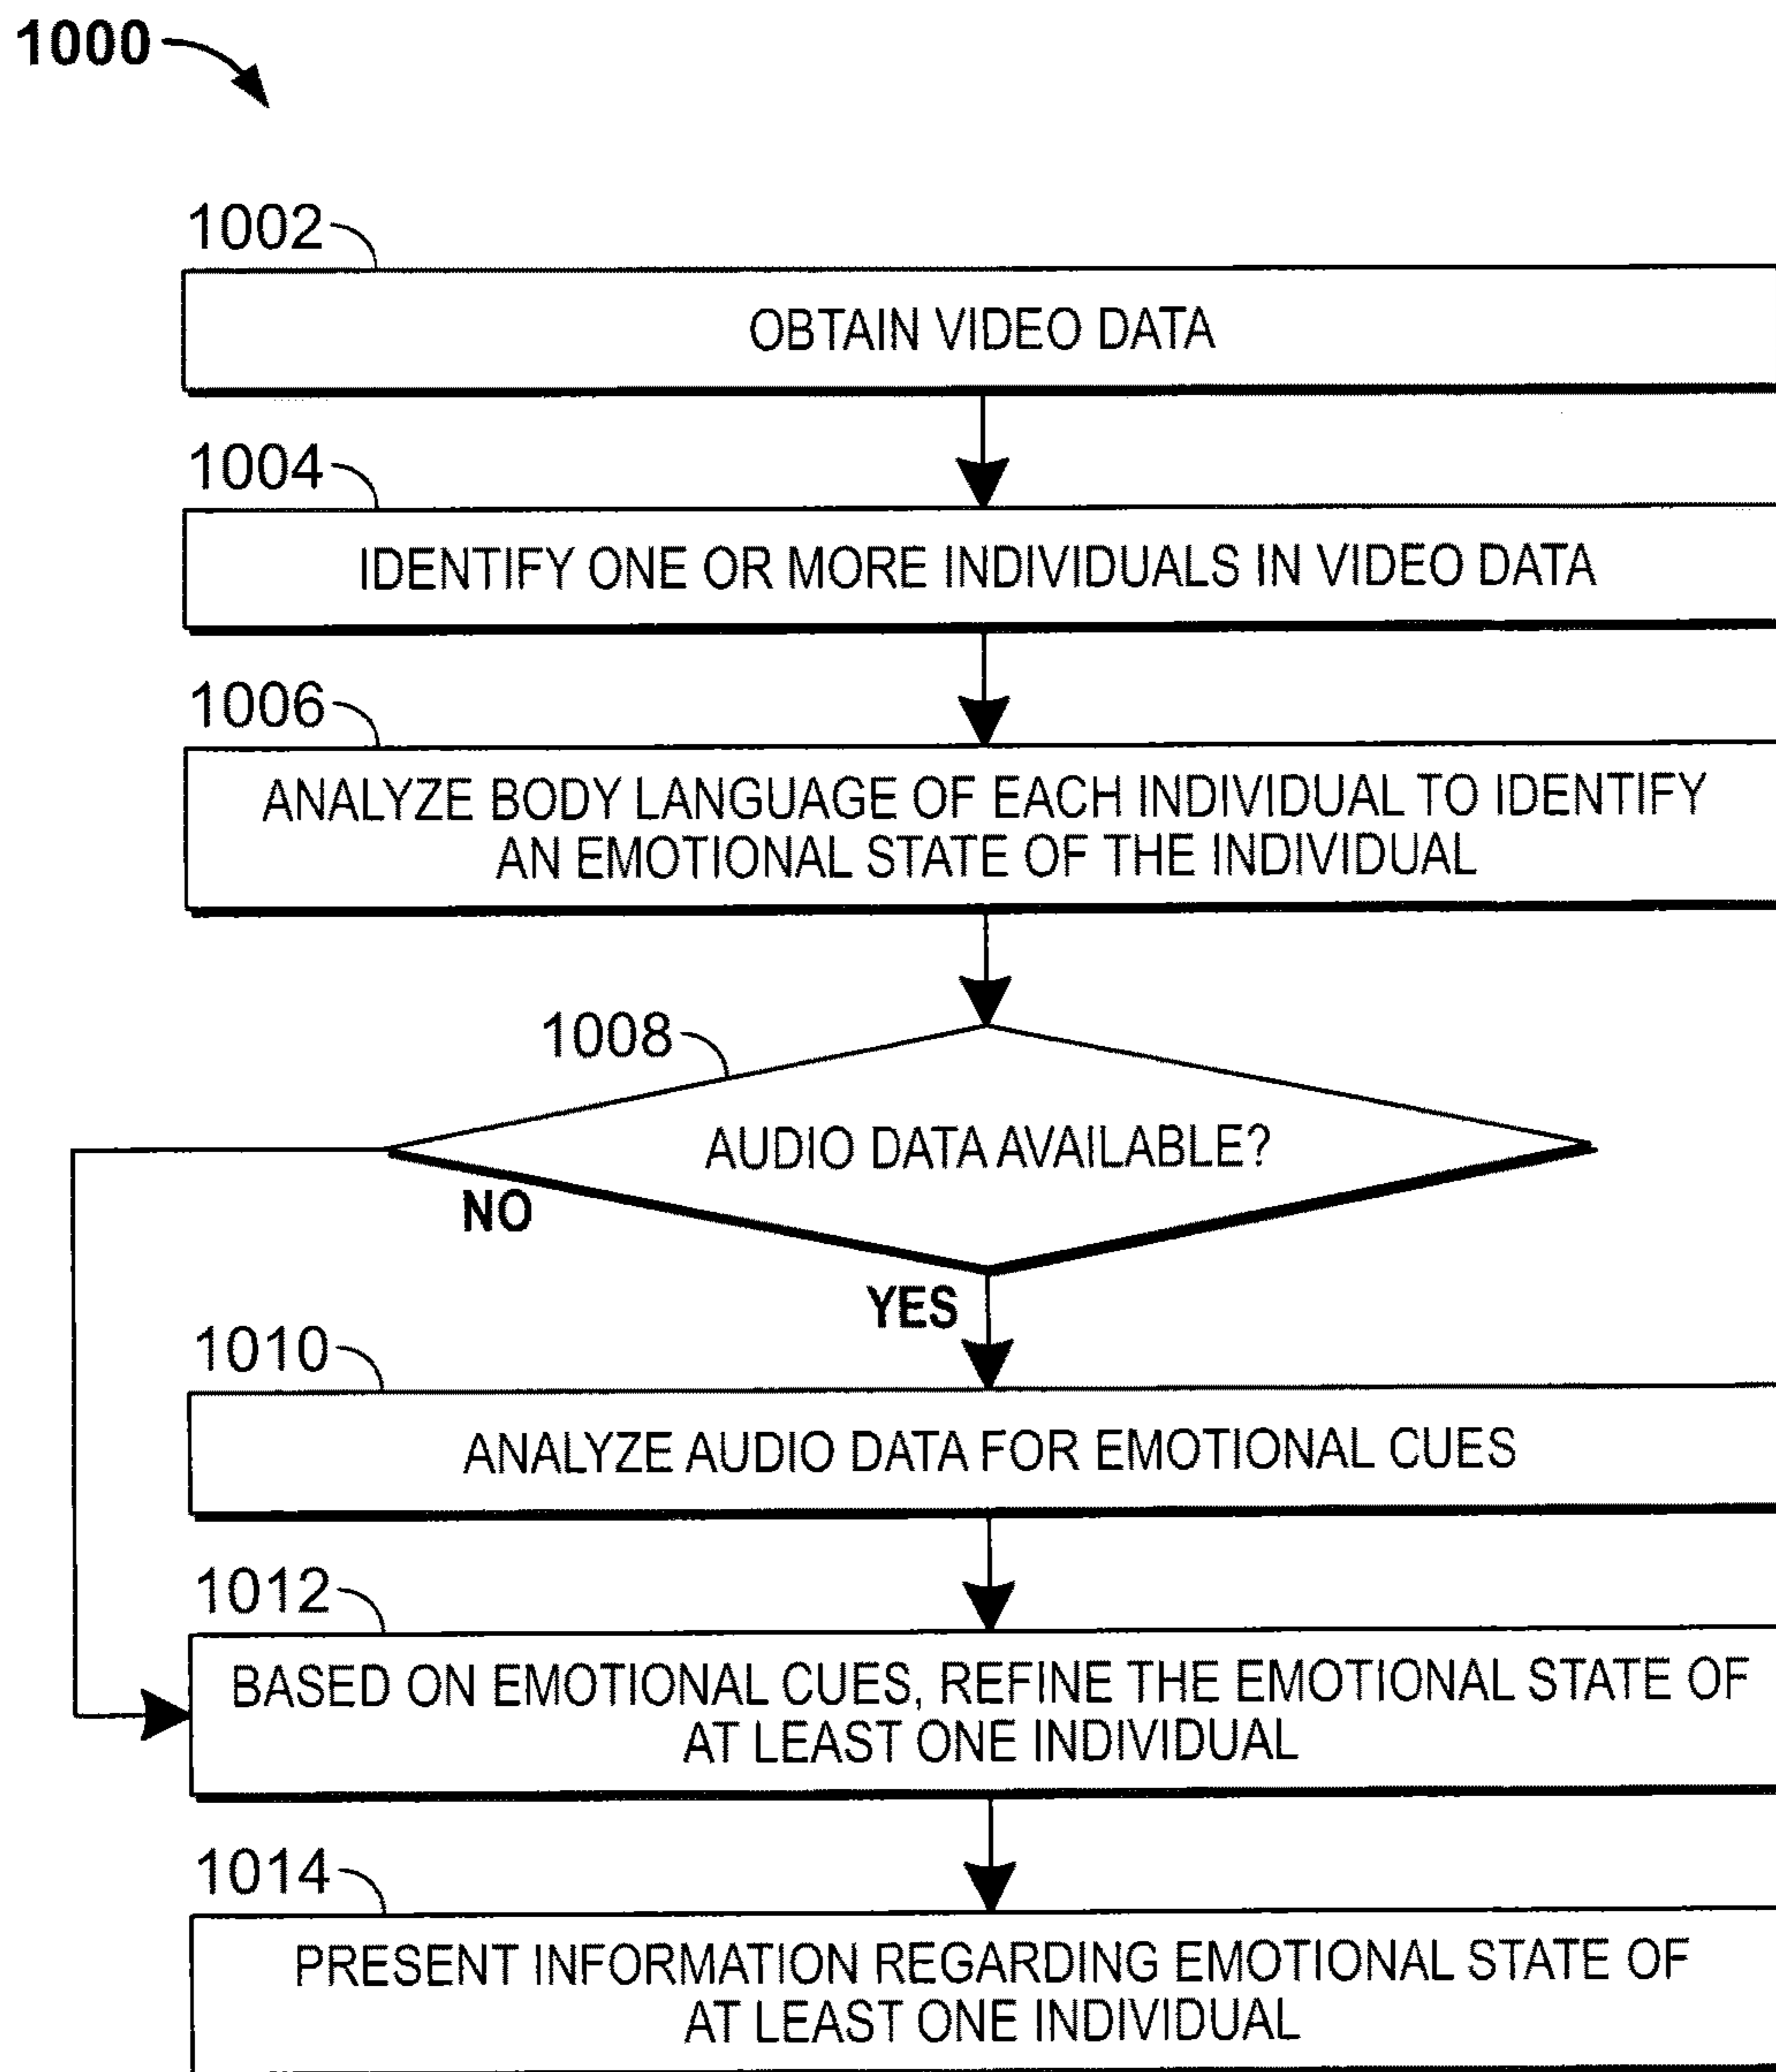 1000
1002
OBTAIN VIDEO DATA
1004
IDENTIFY ONE OR MORE INDIVIDUALS IN VIDEO DATA
1006
ANALYZE BODY LANGUAGE OF EACH INDIVIDUAL TO IDENTIFY
AN EMOTIONAL STATE OF THE INDIVIDUAL
1008
AUDIO DATA AVAILABLE?
NO
YES
1010
ANALYZE AUDIO DATA FOR EMOTIONAL CUES
1012
BASED ON EMOTIONAL CUES, REFINE THE EMOTIONAL STATE OF
AT LEAST ONE INDIVIDUAL
1014
PRESENT INFORMATION REGARDING EMOTIONAL STATE OF
AT LEAST ONE INDIVIDUAL